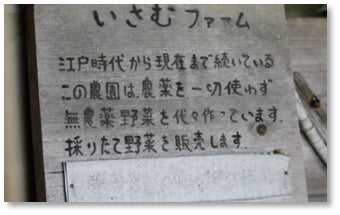 いさむファーム
江戸時代から現在まで続いている
この農園は、農薬を一切使わず
無農薬野菜を代々作っています.
採りたて野菜を販売します.